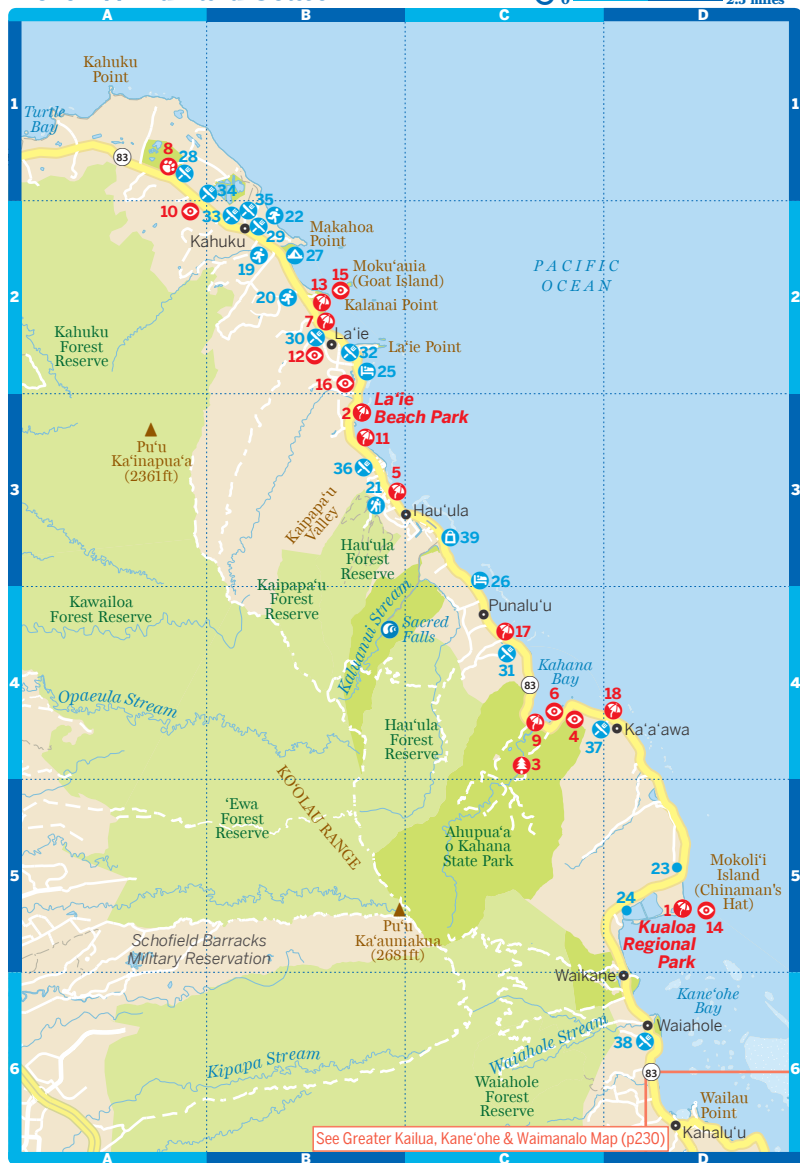 0
2.5 miles
A
B
C
D
1
1
2
2
3
3
4
4
5
5
6
6
Kahuku
Point
Turtle
Bay
83
8
28
34
35
10
33
22
29
Kahuku
Makahoa
Point
19
27
Moku‘auia
(Goat Island)
15
20
13
Kalanai Point
PACIFIC
OCEAN
7
La‘ie
30
La‘ie Point
12
32
25
16
Kahuku
Forest
Reserve
La‘ie
Beach Park
2
11
Pu‘u
Ka‘inapua‘a
(2361ft)
36
21
5
Kaipapa‘u
Valley
Hau‘ula
39
Hau‘ula
Forest
Reserve
26
Kaipapa‘u
Forest
Reserve
Kawailoa
Forest Reserve
Punalu‘u
Kaluanui Stream
Sacred
Falls
17
31
Kahana
Bay
83
Opaeula Stream
6
18
9
4
37
Ka‘a‘awa
Hau‘ula
Forest
Reserve
3
KO‘OLAU RANGE
‘Ewa
Forest
Reserve
Ahupua‘a
o Kahana
State Park
23
Mokoli‘i
Island
(Chinaman's
Hat)
24
1
14
Kualoa
Regional
Park
Pu‘u
Ka‘aumakua
(2681ft)
Schofield Barracks
Military Reservation
Waikane
Kane‘ohe
Bay
Waiahole
Waiahole Stream
38
Kipapa Stream
83
Waiahole
Forest
Reserve
Wailau
Point
Kahalu‘u
See Greater Kailua, Kane‘ohe & Waimanalo Map (p230)
A
B
C
D